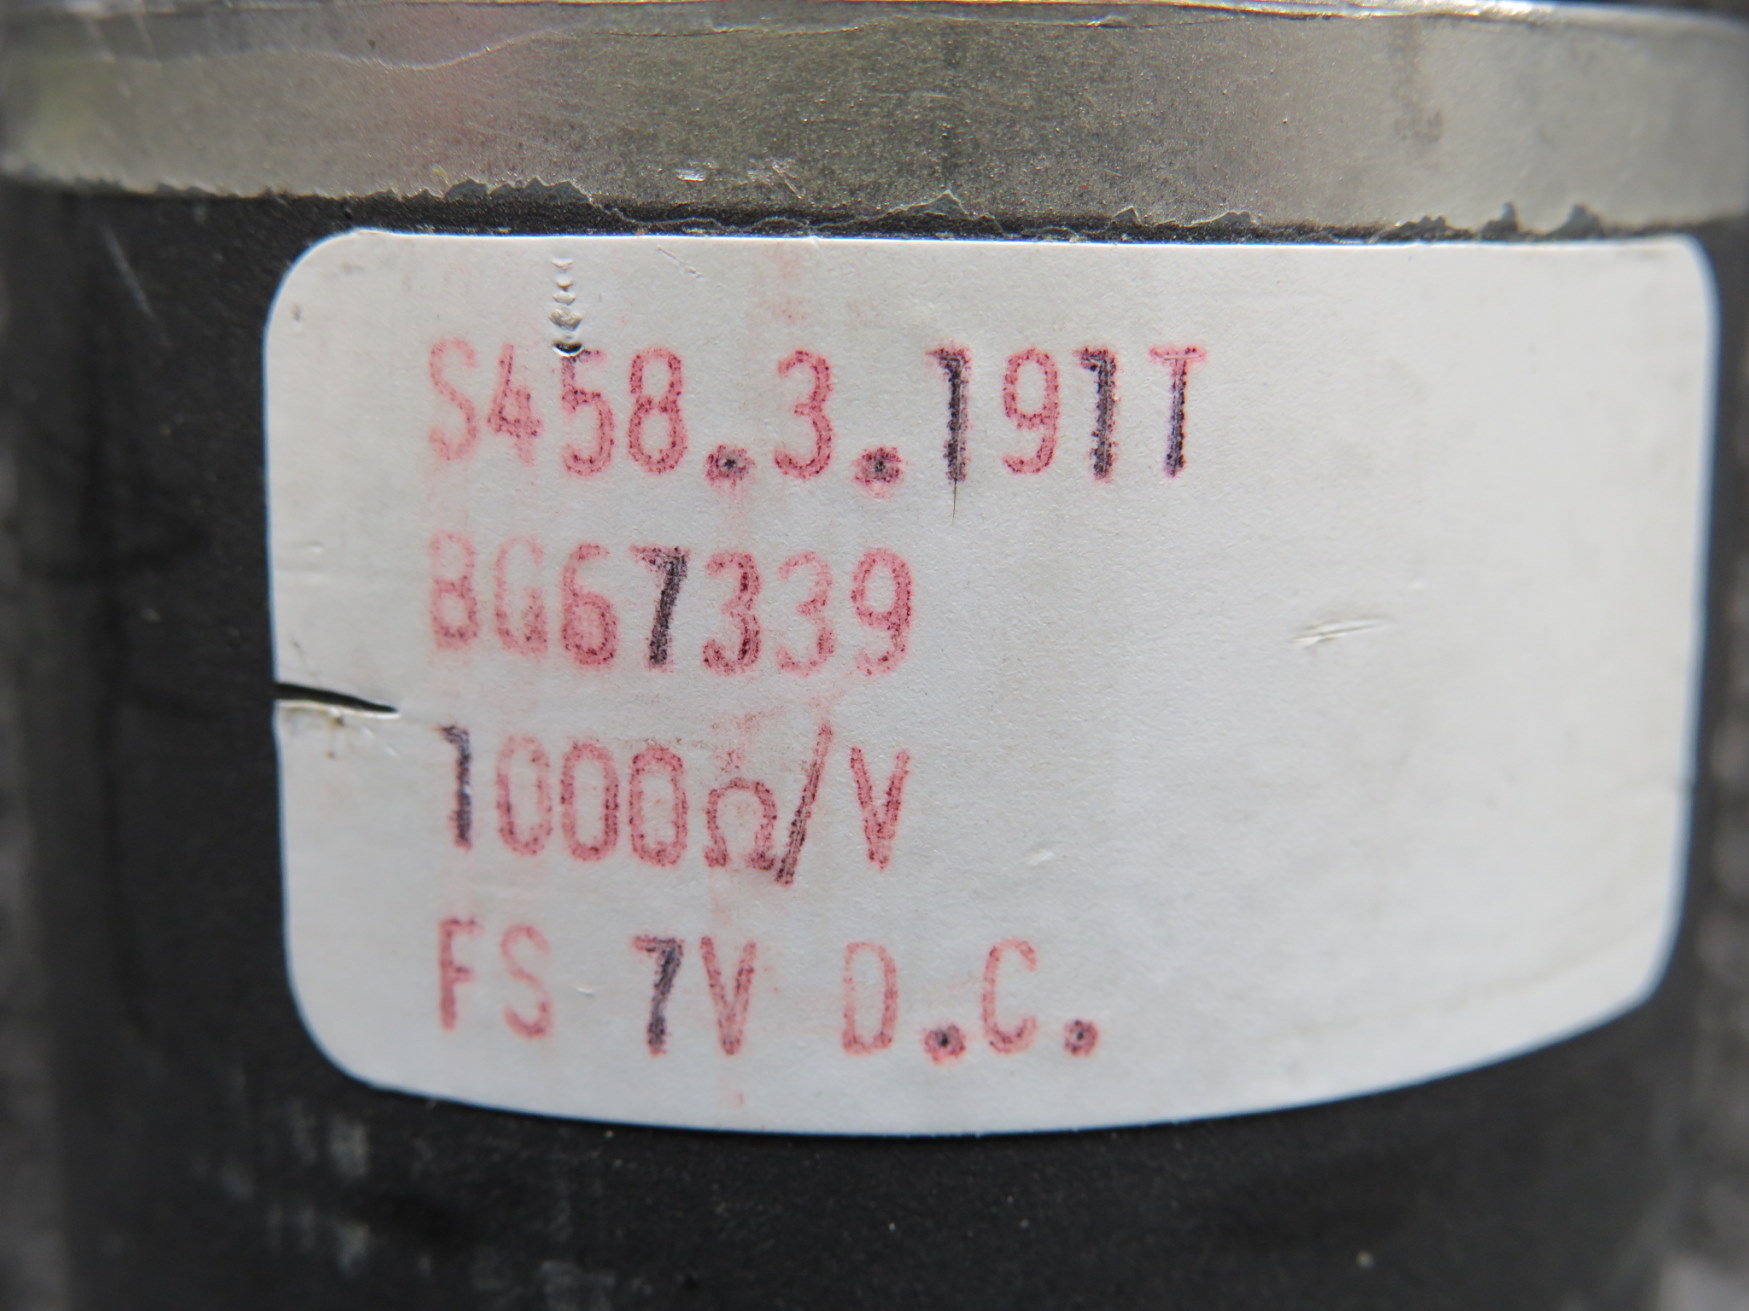 S458.3.191T
BG67339
1000Ω/V
FS 7V D.C.